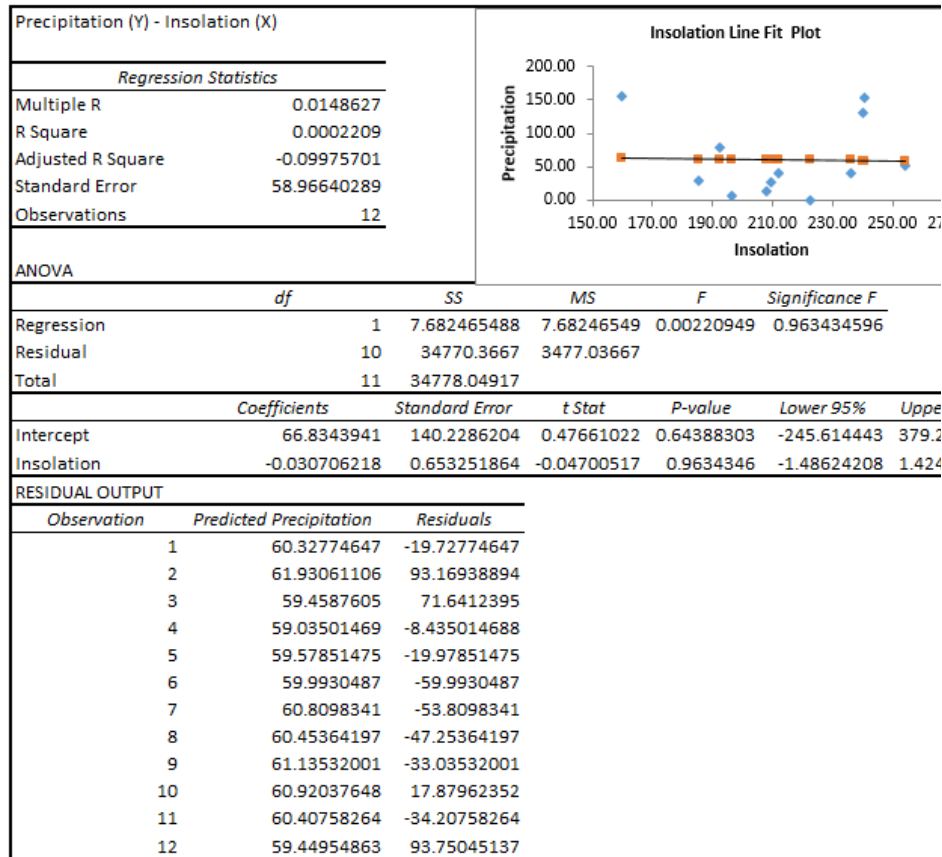 Precipitation (Y) - Insolation (X)
Regression Statistics
Multiple R 0.0148627
R Square 0.0002209
Adjusted R Square -0.09975701
Standard Error 58.96640289
Observations 12
Insolation Line Fit Plot
Precipitation
200.00
150.00
100.00
50.00
0.00
150.00 170.00 190.00 210.00 230.00 250.00 27
Insolation
ANOVA
df SS MS F Significance F
Regression 1 7.682465488 7.68246549 0.00220949 0.963434596
Residual 10 34770.3667 3477.03667
Total 11 34778.04917
Coefficients Standard Error t Stat P-value Lower 95% Uppe
Intercept 66.8343941 140.2286204 0.47661022 0.64388303 -245.614443 379.2
Insolation -0.030706218 0.653251864 -0.04700517 0.9634346 -1.48624208 1.424
RESIDUAL OUTPUT
Observation Predicted Precipitation Residuals
1 60.32774647 -19.72774647
2 61.93061106 93.16938894
3 59.4587605 71.6412395
4 59.03501469 -8.435014688
5 59.57851475 -19.97851475
6 59.9930487 -59.9930487
7 60.8098341 -53.8098341
8 60.45364197 -47.25364197
9 61.13532001 -33.03532001
10 60.92037648 17.87962352
11 60.40758264 -34.20758264
12 59.44954863 93.75045137